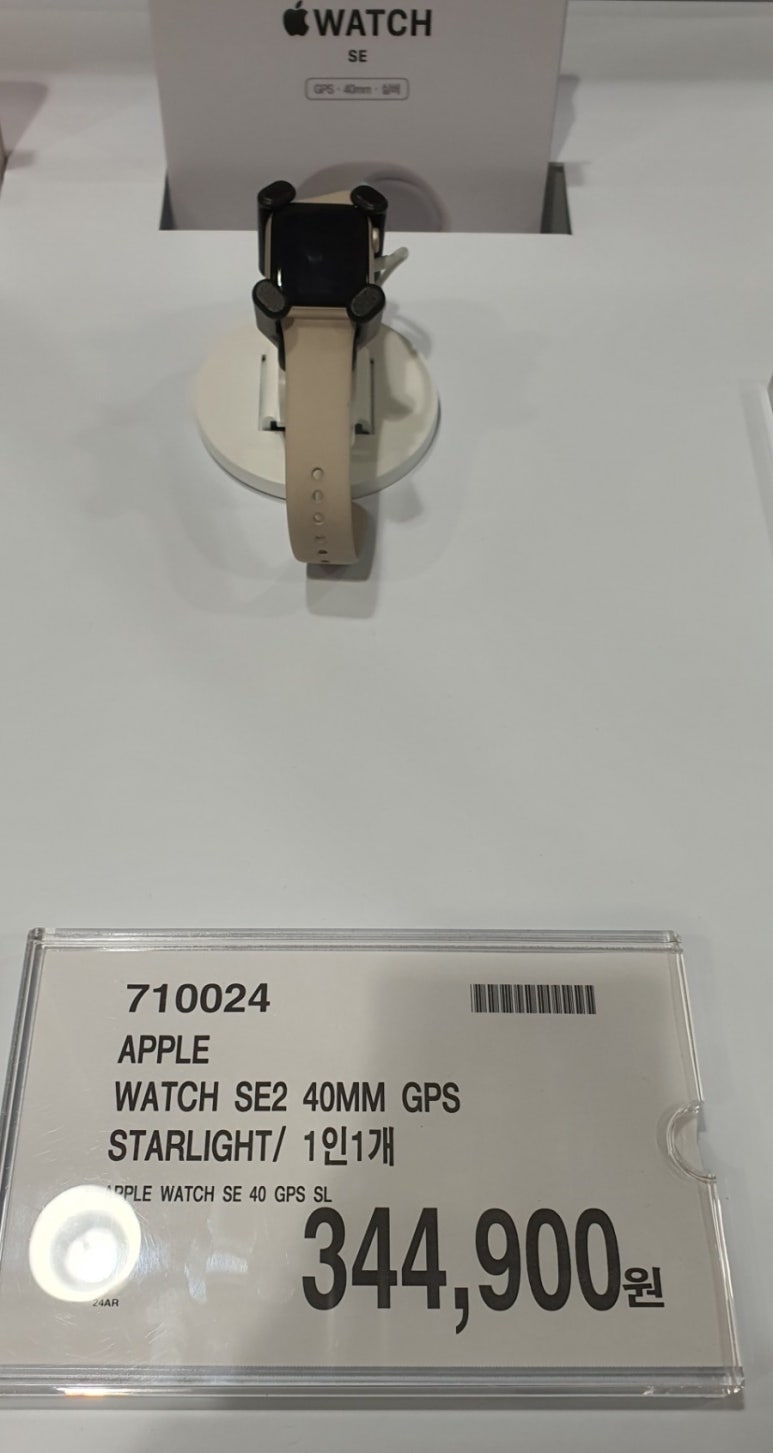 WATCH
SE
GPS · 40mm · 실버
710024
APPLE
WATCH SE2 40MM GPS
STARLIGHT/ 1인1개
APPLE WATCH SE 40 GPS SL
344,900원
24AR